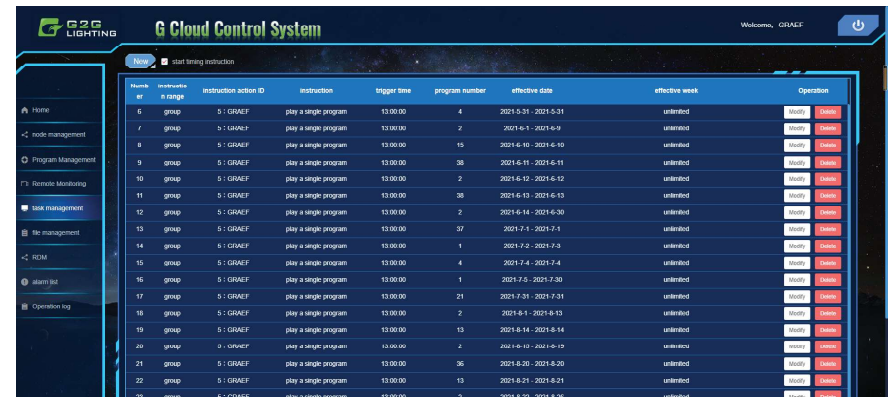 G2G LIGHTING
G Cloud Control System
Welcome, GRAEF
New start timing instruction
Number instruction range instruction action ID instruction trigger time program number effective date effective week Operation
Home
node management
Program Management
Remote Monitoring
task management
file management
RDM
alarm list
Operation log
6 group 5 : GRAEF play a single program 13:00:00 4 2021-5-31 - 2021-5-31 unlimited Modify Delete
7 group 5 : GRAEF play a single program 13:00:00 2 2021-6-1 - 2021-6-9 unlimited Modify Delete
8 group 5 : GRAEF play a single program 13:00:00 15 2021-6-10 - 2021-6-10 unlimited Modify Delete
9 group 5 : GRAEF play a single program 13:00:00 38 2021-6-11 - 2021-6-11 unlimited Modify Delete
10 group 5 : GRAEF play a single program 13:00:00 2 2021-6-12 - 2021-6-12 unlimited Modify Delete
11 group 5 : GRAEF play a single program 13:00:00 38 2021-6-13 - 2021-6-13 unlimited Modify Delete
12 group 5 : GRAEF play a single program 13:00:00 2 2021-6-14 - 2021-6-30 unlimited Modify Delete
13 group 5 : GRAEF play a single program 13:00:00 37 2021-7-1 - 2021-7-1 unlimited Modify Delete
14 group 5 : GRAEF play a single program 13:00:00 1 2021-7-2 - 2021-7-3 unlimited Modify Delete
15 group 5 : GRAEF play a single program 13:00:00 4 2021-7-4 - 2021-7-4 unlimited Modify Delete
16 group 5 : GRAEF play a single program 13:00:00 1 2021-7-5 - 2021-7-30 unlimited Modify Delete
17 group 5 : GRAEF play a single program 13:00:00 21 2021-7-31 - 2021-7-31 unlimited Modify Delete
18 group 5 : GRAEF play a single program 13:00:00 2 2021-8-1 - 2021-8-13 unlimited Modify Delete
19 group 5 : GRAEF play a single program 13:00:00 13 2021-8-14 - 2021-8-14 unlimited Modify Delete
20 group 5 : GRAEF play a single program 13:00:00 2 2021-8-15 - 2021-8-19 unlimited Modify Delete
21 group 5 : GRAEF play a single program 13:00:00 36 2021-8-20 - 2021-8-20 unlimited Modify Delete
22 group 5 : GRAEF play a single program 13:00:00 13 2021-8-21 - 2021-8-21 unlimited Modify Delete
23 group 5 : GRAEF play a single program 13:00:00 2 2021-8-22 - 2021-8-26 unlimited Modify Delete